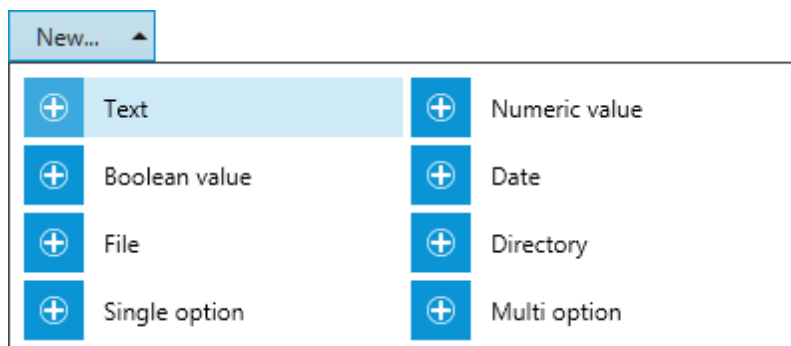 New...
Text
Numeric value
Boolean value
Date
File
Directory
Single option
Multi option